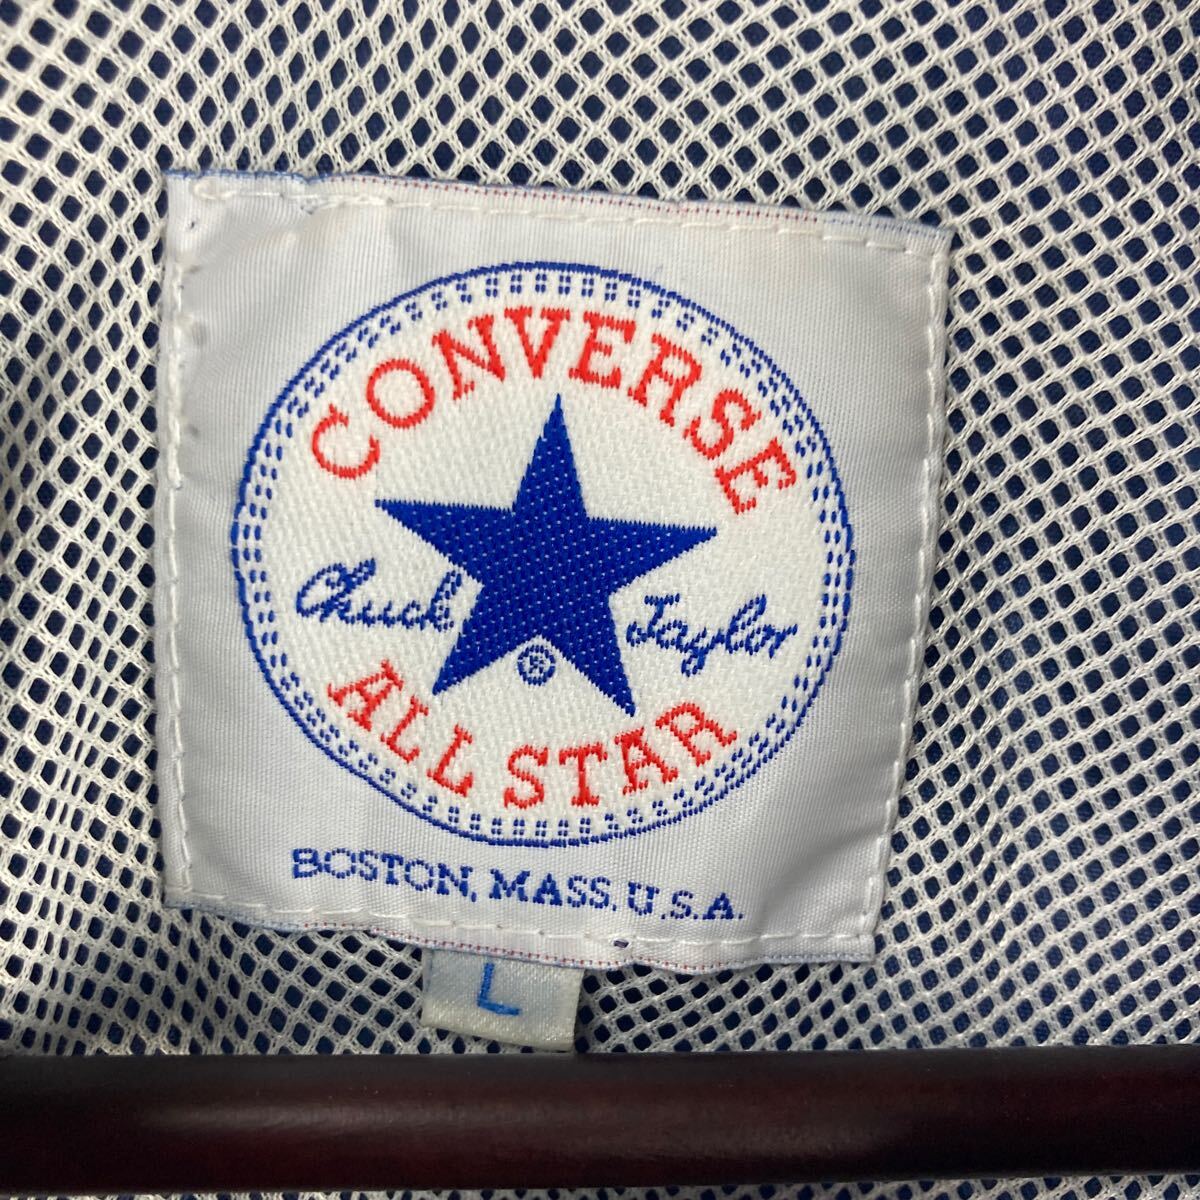 CONVERSE
Chuck Taylor
®
ALL STAR
BOSTON, MASS. U.S.A.
L